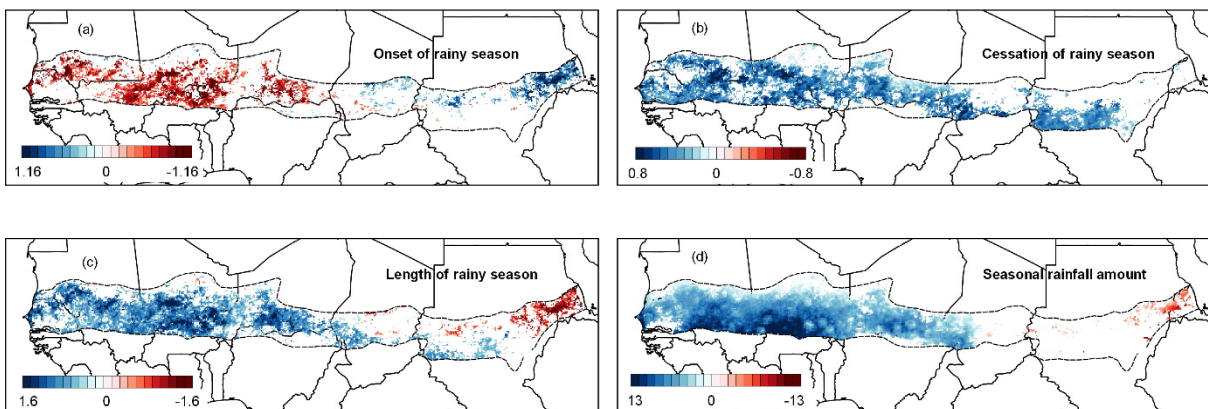 (a)
Onset of rainy season
1.16 0 -1.16
(b)
Cessation of rainy season
0.8 0 -0.8
(c)
Length of rainy season
1.6 0 -1.6
(d)
Seasonal rainfall amount
13 0 -13